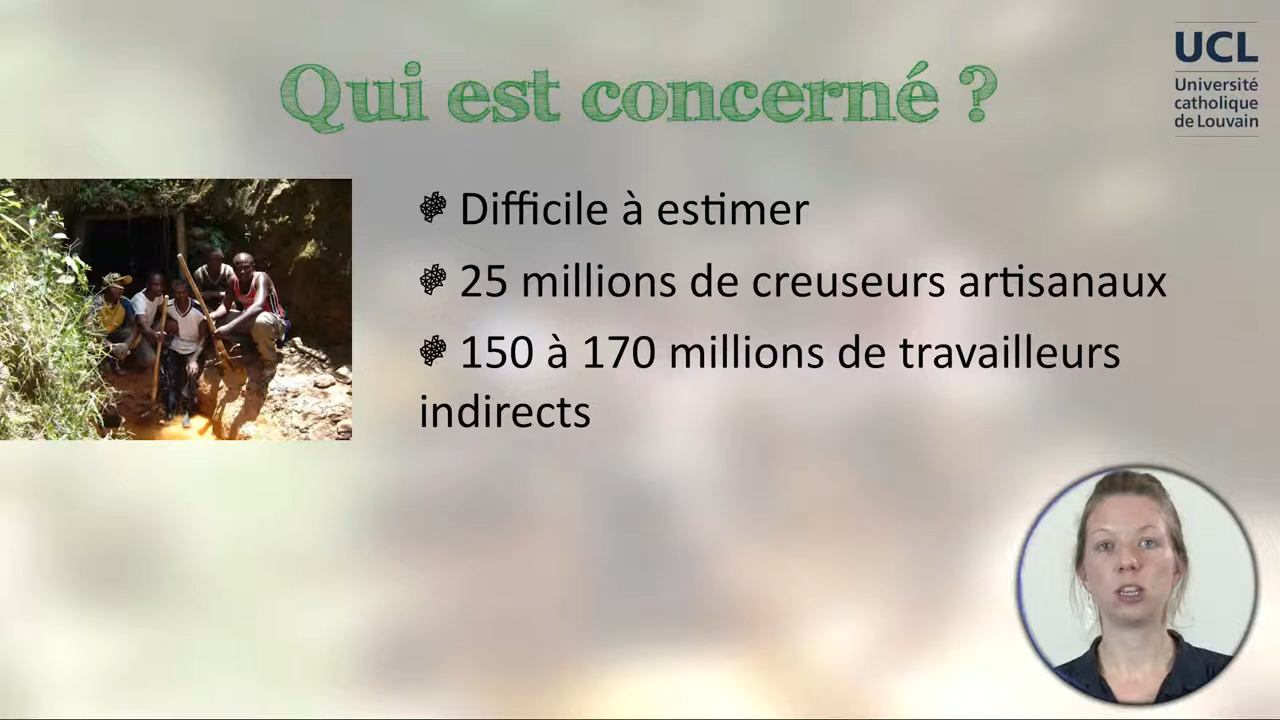 Qui est concerné ?
UCL
Université
catholique
de Louvain
Difficile à estimer
25 millions de creuseurs artisanaux
150 à 170 millions de travailleurs
indirects